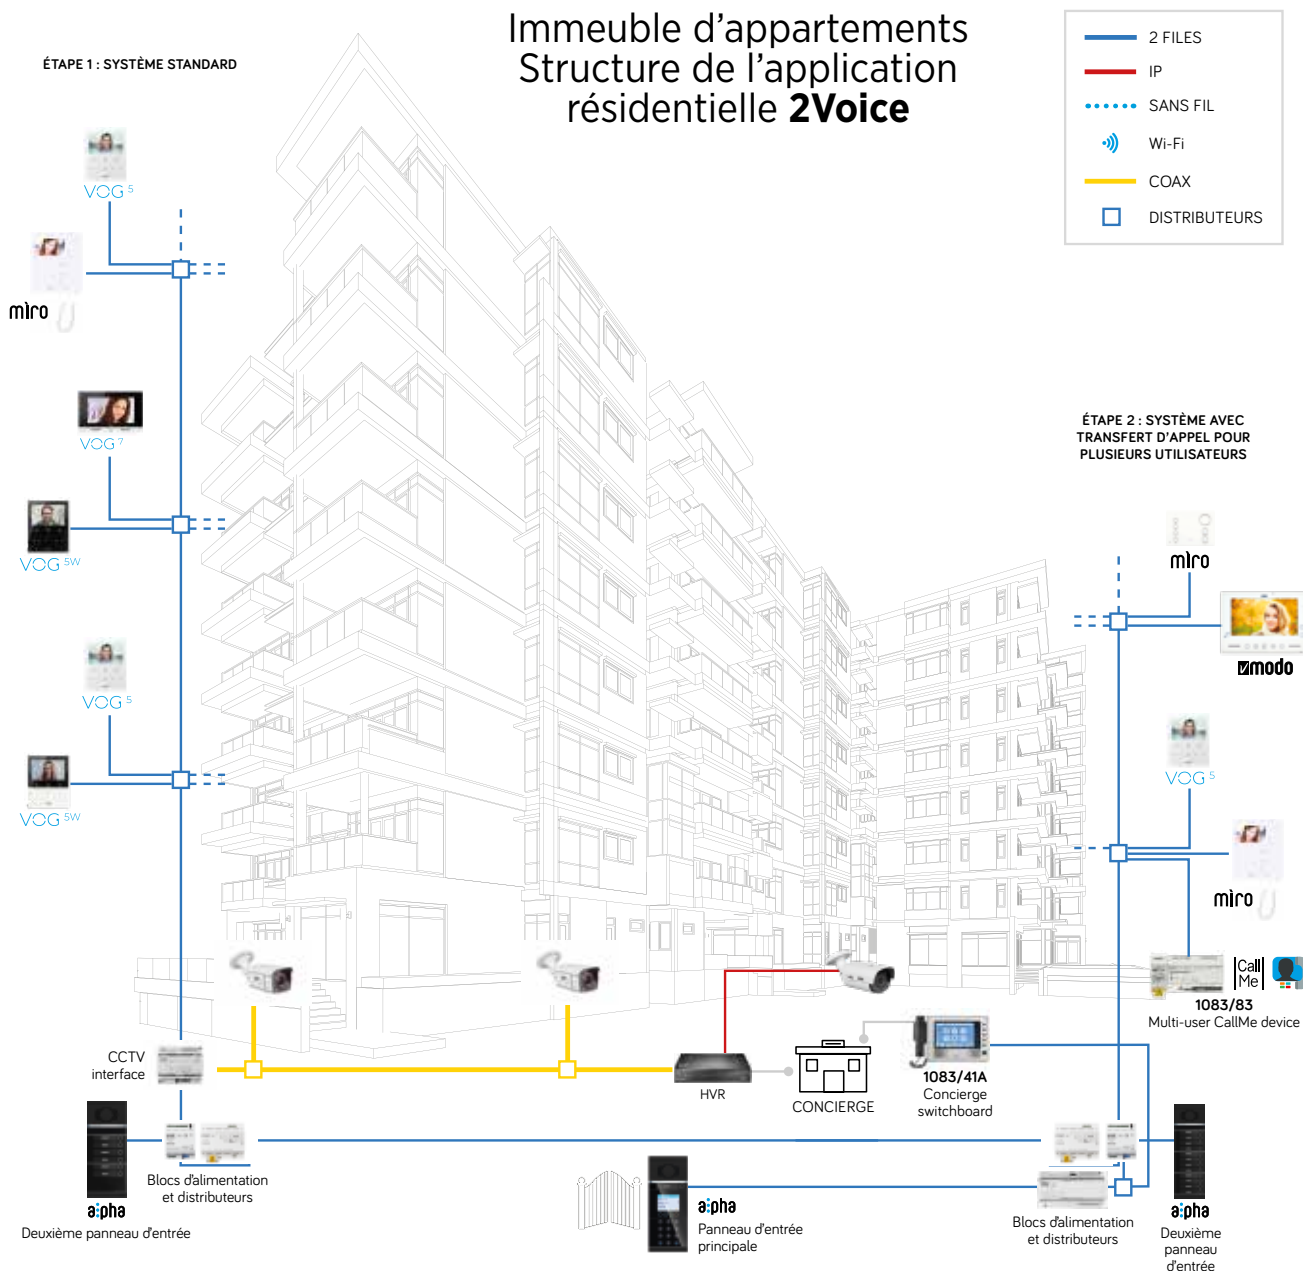 Immeuble d'appartements
Structure de l'application
résidentielle 2Voice
2 FILES
IP
SANS FIL
Wi-Fi
COAX
DISTRIBUTEURS
ÉTAPE 1 : SYSTÈME STANDARD
VOG 5
mìro
VOG 7
VOG 5W
VOG 5
VOG 5W
ÉTAPE 2 : SYSTÈME AVEC
TRANSFERT D'APPEL POUR
PLUSIEURS UTILISATEURS
mìro
modo
VOG 5
mìro
Call
Me
1083/83
Multi-user CallMe device
CCTV
interface
HVR
CONCIERGE
1083/41A
Concierge
switchboard
Blocs d'alimentation
et distributeurs
alpha
Deuxième panneau d'entrée
alpha
Panneau d'entrée
principale
Blocs d'alimentation
et distributeurs
alpha
Deuxième
panneau
d'entrée